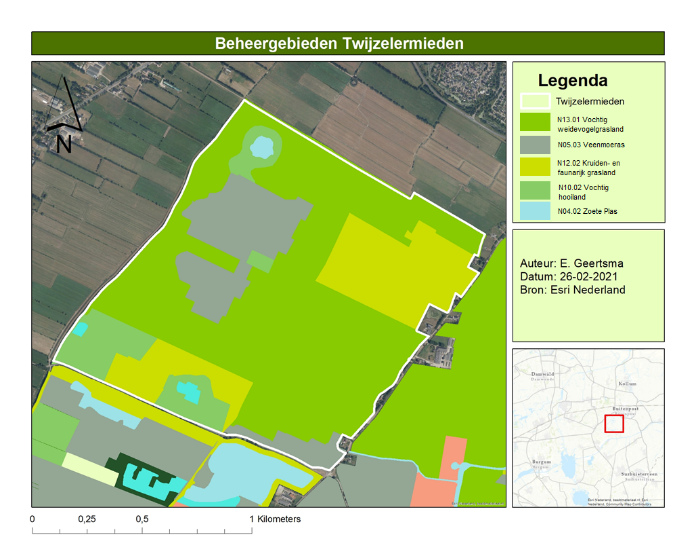 Beheergebieden Twijzelermieden
N
Legenda
Twijzelermieden
N13.01 Vochtig
weidevogelgrasland
N05.03 Veenmoeras
N12.02 Kruiden- en
faunarijk grasland
N10.02 Vochtig
hooiland
N04.02 Zoete Plas
Auteur: E. Geertsma
Datum: 26-02-2021
Bron: Esri Nederland
Kollum
Buitenpost
Bergum
0 0,25 0,5 1 Kilometers